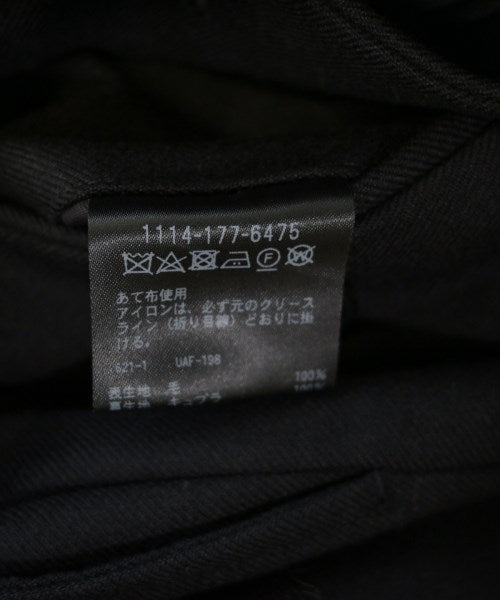 1114-177-6475
あて布使用
アイロンは、必ず元のクリース
ライン(折り目線)どおりに掛
ける。
621-1 UAF-198
表生地 毛 100%
裏生地 キュプラ 100%